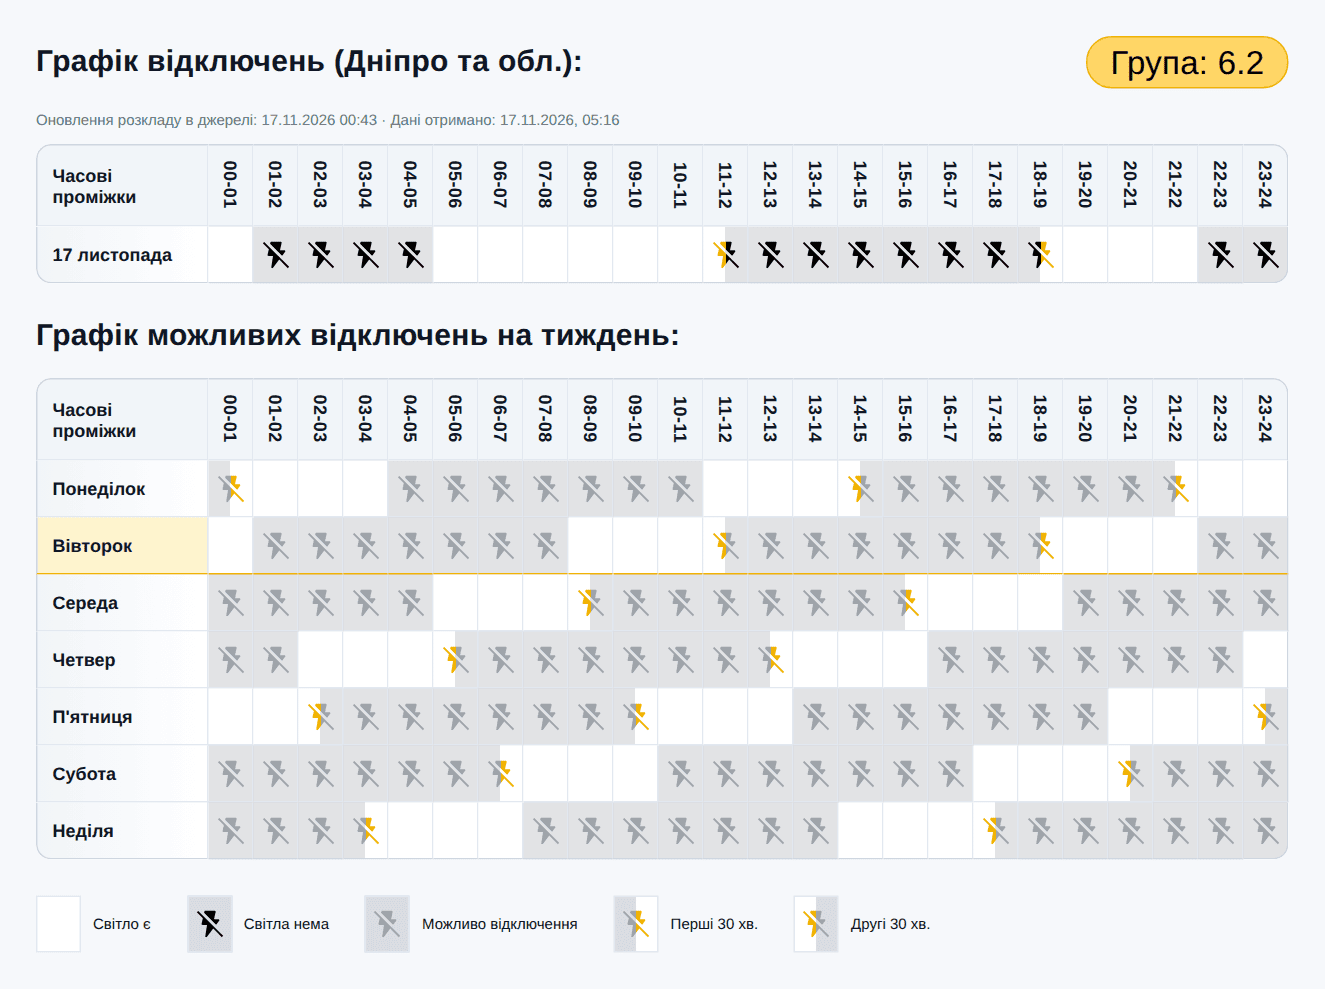 Графік відключень (Дніпро та обл.):
Група: 6.2
Оновлення розкладу в джерелі: 17.11.2026 00:43 · Дані отримано: 17.11.2026, 05:16
Часові
проміжки
00-01 01-02 02-03 03-04 04-05 05-06 06-07 07-08 08-09 09-10 10-11 11-12 12-13 13-14 14-15 15-16 16-17 17-18 18-19 19-20 20-21 21-22 22-23 23-24
17 листопада
Графік можливих відключень на тиждень:
Часові
проміжки
00-01 01-02 02-03 03-04 04-05 05-06 06-07 07-08 08-09 09-10 10-11 11-12 12-13 13-14 14-15 15-16 16-17 17-18 18-19 19-20 20-21 21-22 22-23 23-24
Понеділок
Вівторок
Середа
Четвер
П'ятниця
Субота
Неділя
Світло є
Світла нема
Можливо відключення
Перші 30 хв.
Другі 30 хв.